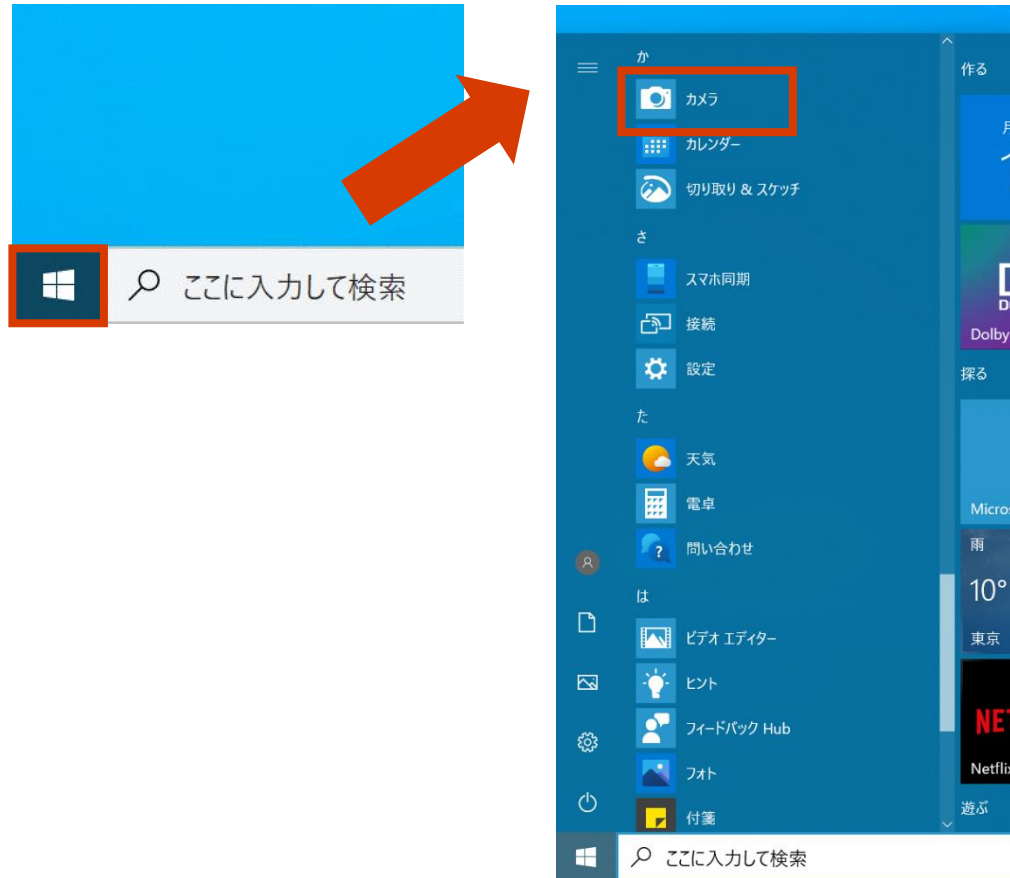 ここに入力して検索
か
カメラ
カレンダー
切り取り & スケッチ
さ
スマホ同期
接続
設定
た
天気
電卓
問い合わせ
は
ビデオ エディター
ヒント
フィードバック Hub
フォト
付箋
ここに入力して検索
作る
月
Dolby
探る
Micros
雨
10°
東京
NET
Netflix
遊ぶ